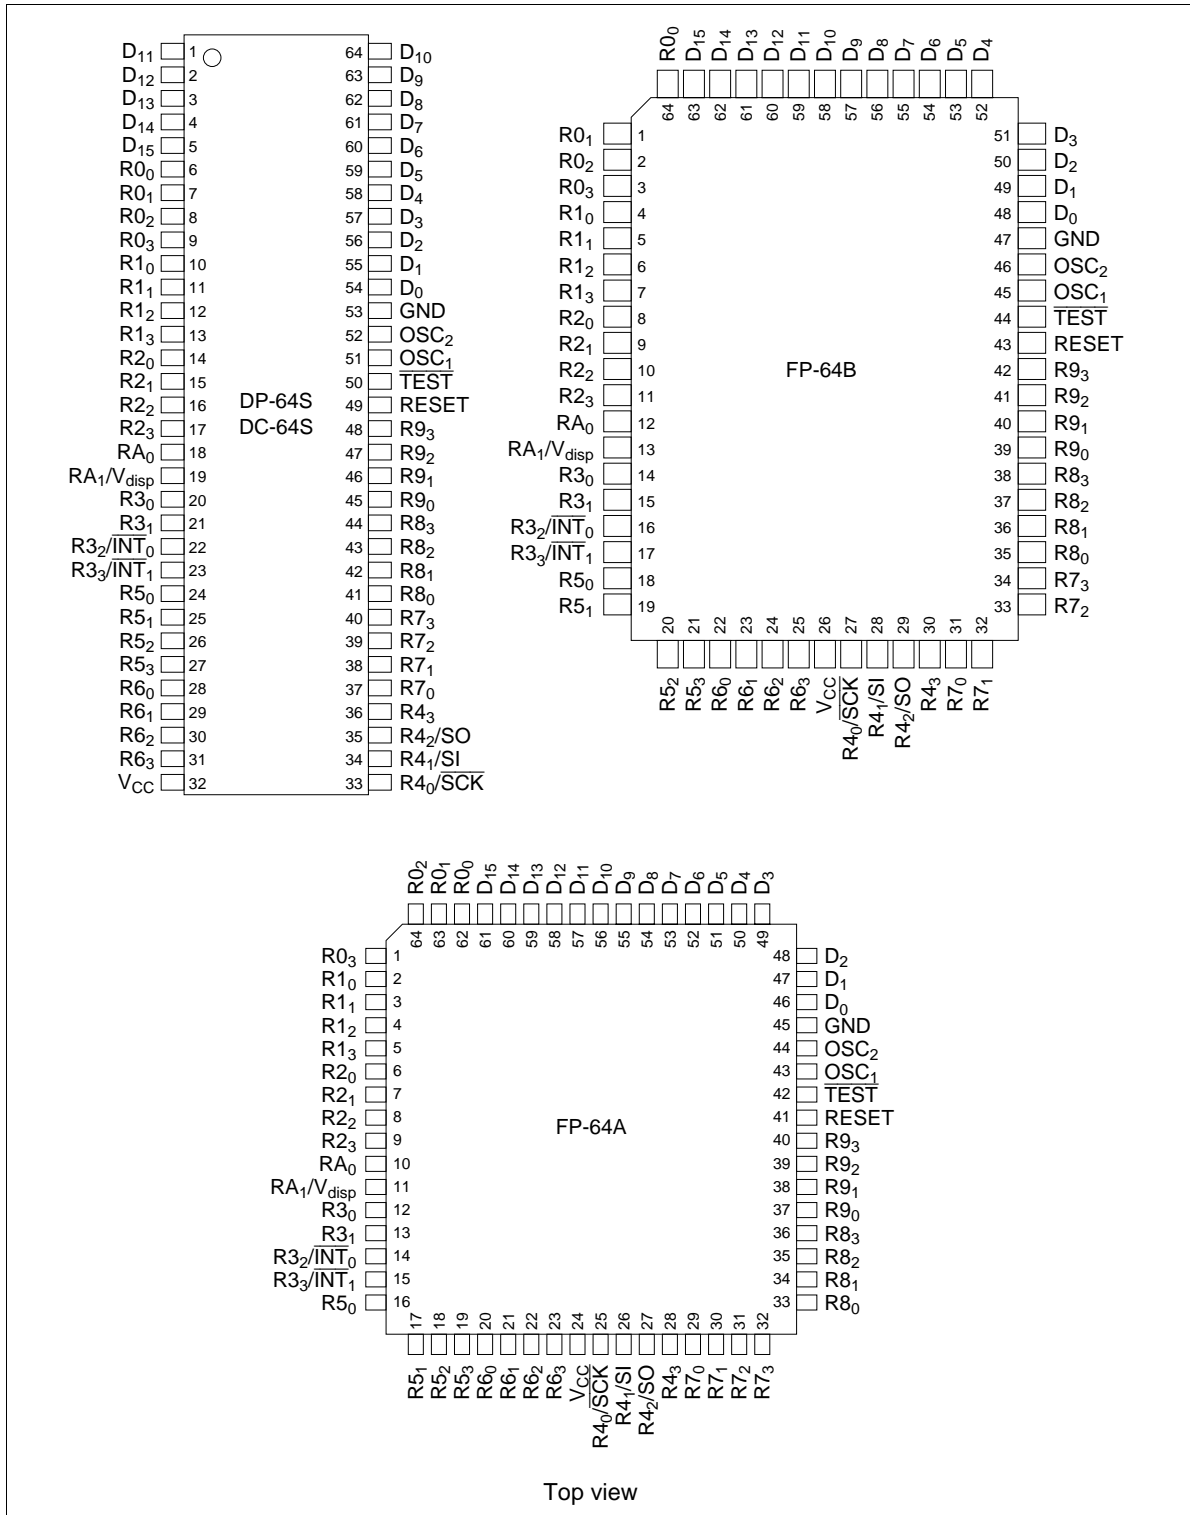 D₁₁ 1 64 D₁₀
D₁₂ 2 63 D₉
D₁₃ 3 62 D₈
D₁₄ 4 61 D₇
D₁₅ 5 60 D₆
R0₀ 6 59 D₅
R0₁ 7 58 D₄
R0₂ 8 57 D₃
R0₃ 9 56 D₂
R1₀ 10 55 D₁
R1₁ 11 54 D₀
R1₂ 12 53 GND
R1₃ 13 52 OSC₂
R2₀ 14 51 OSC₁
R2₁ 15 50 T̅E̅S̅T̅
R2₂ 16 49 RESET
R2₃ 17 48 R9₃
RA₀ 18 47 R9₂
RA₁/V_disp 19 46 R9₁
R3₀ 20 45 R9₀
R3₁ 21 44 R8₃
R3₂/I̅N̅T̅₀ 22 43 R8₂
R3₃/I̅N̅T̅₁ 23 42 R8₁
R5₀ 24 41 R8₀
R5₁ 25 40 R7₃
R5₂ 26 39 R7₂
R5₃ 27 38 R7₁
R6₀ 28 37 R7₀
R6₁ 29 36 R4₃
R6₂ 30 35 R4₂/SO
R6₃ 31 34 R4₁/SI
V_CC 32 33 R4₀/S̅C̅K̅
DP-64S
DC-64S
R0₀ D₁₅ D₁₄ D₁₃ D₁₂ D₁₁ D₁₀ D₉ D₈ D₇ D₆ D₅ D₄
64 63 62 61 60 59 58 57 56 55 54 53 52
R0₁ 1 51 D₃
R0₂ 2 50 D₂
R0₃ 3 49 D₁
R1₀ 4 48 D₀
R1₁ 5 47 GND
R1₂ 6 46 OSC₂
R1₃ 7 45 OSC₁
R2₀ 8 44 T̅E̅S̅T̅
R2₁ 9 43 RESET
R2₂ 10 42 R9₃
R2₃ 11 41 R9₂
RA₀ 12 40 R9₁
RA₁/V_disp 13 39 R9₀
R3₀ 14 38 R8₃
R3₁ 15 37 R8₂
R3₂/I̅N̅T̅₀ 16 36 R8₁
R3₃/I̅N̅T̅₁ 17 35 R8₀
R5₀ 18 34 R7₃
R5₁ 19 33 R7₂
FP-64B
20 21 22 23 24 25 26 27 28 29 30 31 32
R5₂ R5₃ R6₀ R6₁ R6₂ R6₃ V_CC R4₀/S̅C̅K̅ R4₁/SI R4₂/SO R4₃ R7₀ R7₁
R0₂ R0₁ R0₀ D₁₅ D₁₄ D₁₃ D₁₂ D₁₁ D₁₀ D₉ D₈ D₇ D₆ D₅ D₄ D₃
64 63 62 61 60 59 58 57 56 55 54 53 52 51 50 49
R0₃ 1 48 D₂
R1₀ 2 47 D₁
R1₁ 3 46 D₀
R1₂ 4 45 GND
R1₃ 5 44 OSC₂
R2₀ 6 43 OSC₁
R2₁ 7 42 T̅E̅S̅T̅
R2₂ 8 41 RESET
R2₃ 9 40 R9₃
RA₀ 10 39 R9₂
RA₁/V_disp 11 38 R9₁
R3₀ 12 37 R9₀
R3₁ 13 36 R8₃
R3₂/I̅N̅T̅₀ 14 35 R8₂
R3₃/I̅N̅T̅₁ 15 34 R8₁
R5₀ 16 33 R8₀
FP-64A
17 18 19 20 21 22 23 24 25 26 27 28 29 30 31 32
R5₁ R5₂ R5₃ R6₀ R6₁ R6₂ R6₃ V_CC R4₀/S̅C̅K̅ R4₁/SI R4₂/SO R4₃ R7₀ R7₁ R7₂ R7₃
Top view